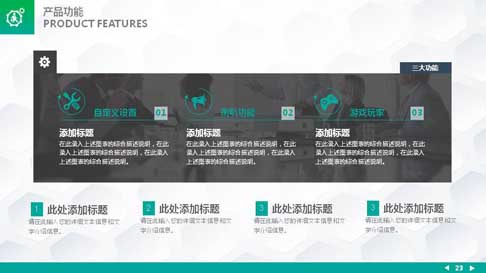 产品功能
PRODUCT FEATURES
三大功能
自定义设置 01
喇叭功能 02
游戏玩家 03
添加标题
在此录入上述图表的综合描述说明，在此
录入上述图表的综合描述说明，在此录入
上述图表的综合描述说明。
添加标题
在此录入上述图表的综合描述说明，在此
录入上述图表的综合描述说明，在此录入
上述图表的综合描述说明。
添加标题
在此录入上述图表的综合描述说明，在此
录入上述图表的综合描述说明，在此录入
上述图表的综合描述说明。
1 此处添加标题
请在此输入您的详细文本信息和文
字介绍信息。
2 此处添加标题
请在此输入您的详细文本信息和文
字介绍信息。
3 此处添加标题
请在此输入您的详细文本信息和文
字介绍信息。
3 此处添加标题
请在此输入您的详细文本信息和文
字介绍信息。
23